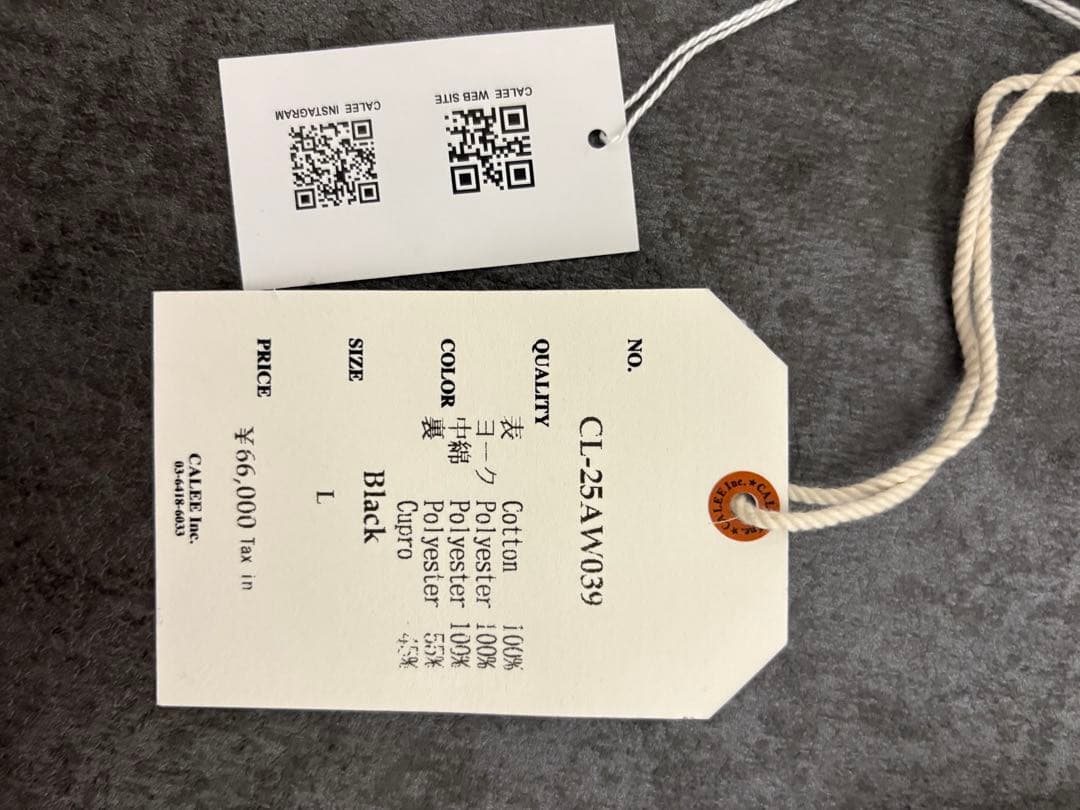 CALEE WEB SITE
CALEE INSTAGRAM
CALEE Inc. ★ CAL
Inc. ★
NO. CL-25AW039
QUALITY
表 Cotton 100%
ヨーク Polyester 100%
中綿 Polyester 100%
裏 Polyester 55%
Cupro 45%
COLOR Black
SIZE L
PRICE ¥66,000 Tax in
CALEE Inc.
03-6418-6033